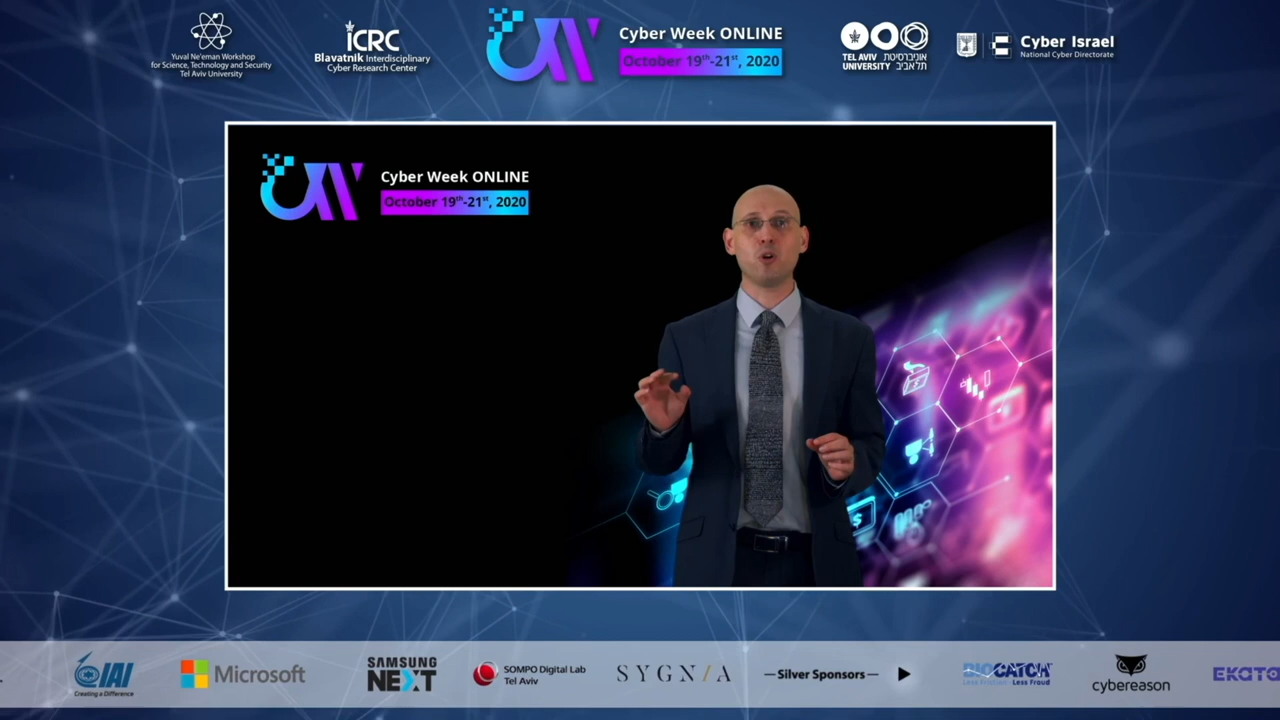 Yuval Ne'eman Workshop
for Science, Technology and Security
Tel Aviv University
ICRC
Blavatnik Interdisciplinary
Cyber Research Center
Cyber Week ONLINE
October 19th-21st, 2020
TEL AVIV אוניברסיטת
UNIVERSITY תל אביב
Cyber Israel
National Cyber Directorate
Cyber Week ONLINE
October 19th-21st, 2020
IAI
Creating a Difference
Microsoft
SAMSUNG
NEXT
SOMPO Digital Lab
Tel Aviv
SYGNIA
Silver Sponsors
BIOCATCH
Less Fraud
cybereason
EKATA